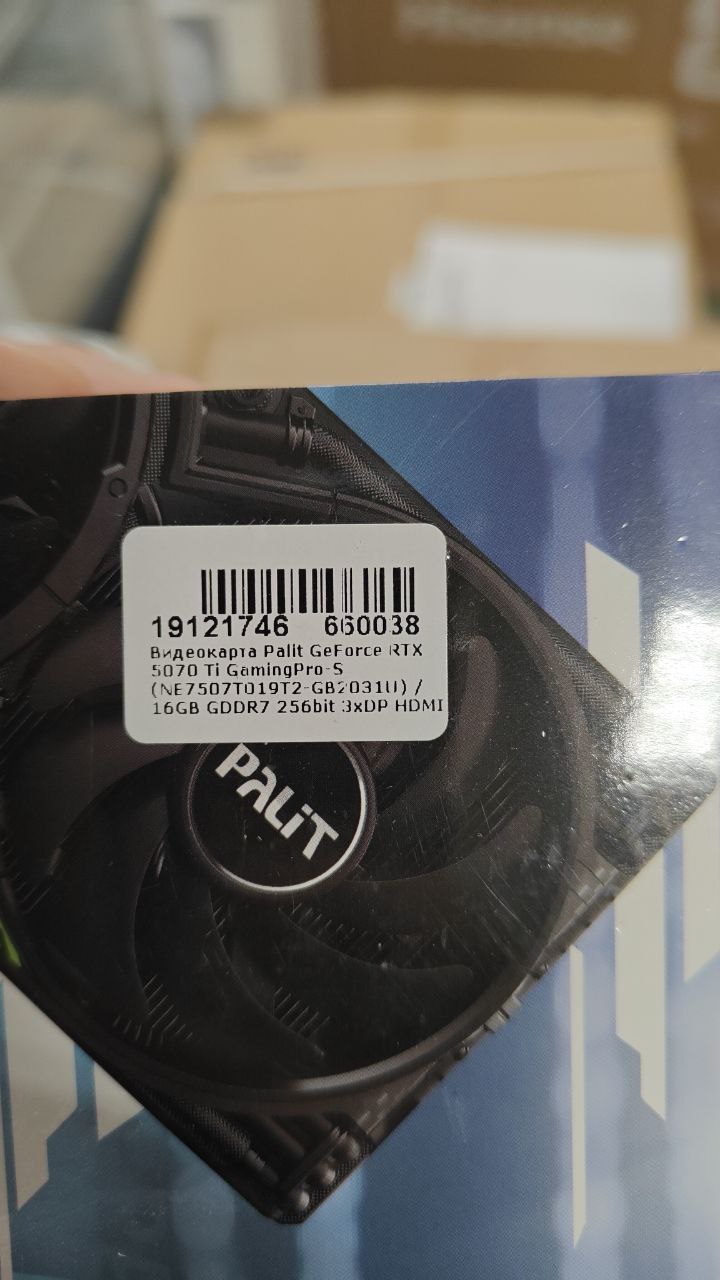 19121746 660038
Видеокарта Palit GeForce RTX
5070 Ti GamingPro-S
(NE7507T019T2-GB2031U) /
16GB GDDR7 256bit 3xDP HDMI
PALiT